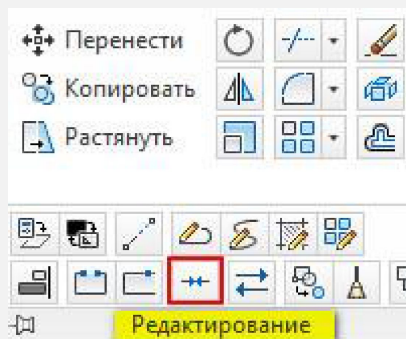 Перенести
Копировать
Растянуть
Редактирование